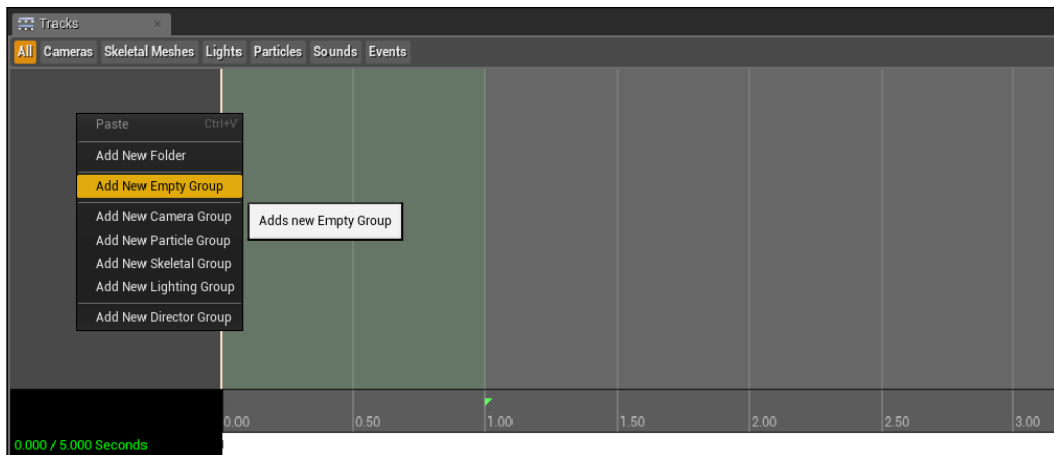 Tracks
All Cameras Skeletal Meshes Lights Particles Sounds Events
Paste Ctrl+V
Add New Folder
Add New Empty Group
Add New Camera Group
Adds new Empty Group
Add New Particle Group
Add New Skeletal Group
Add New Lighting Group
Add New Director Group
0.00 0.50 1.00 1.50 2.00 2.50 3.00
0.000 / 5.000 Seconds